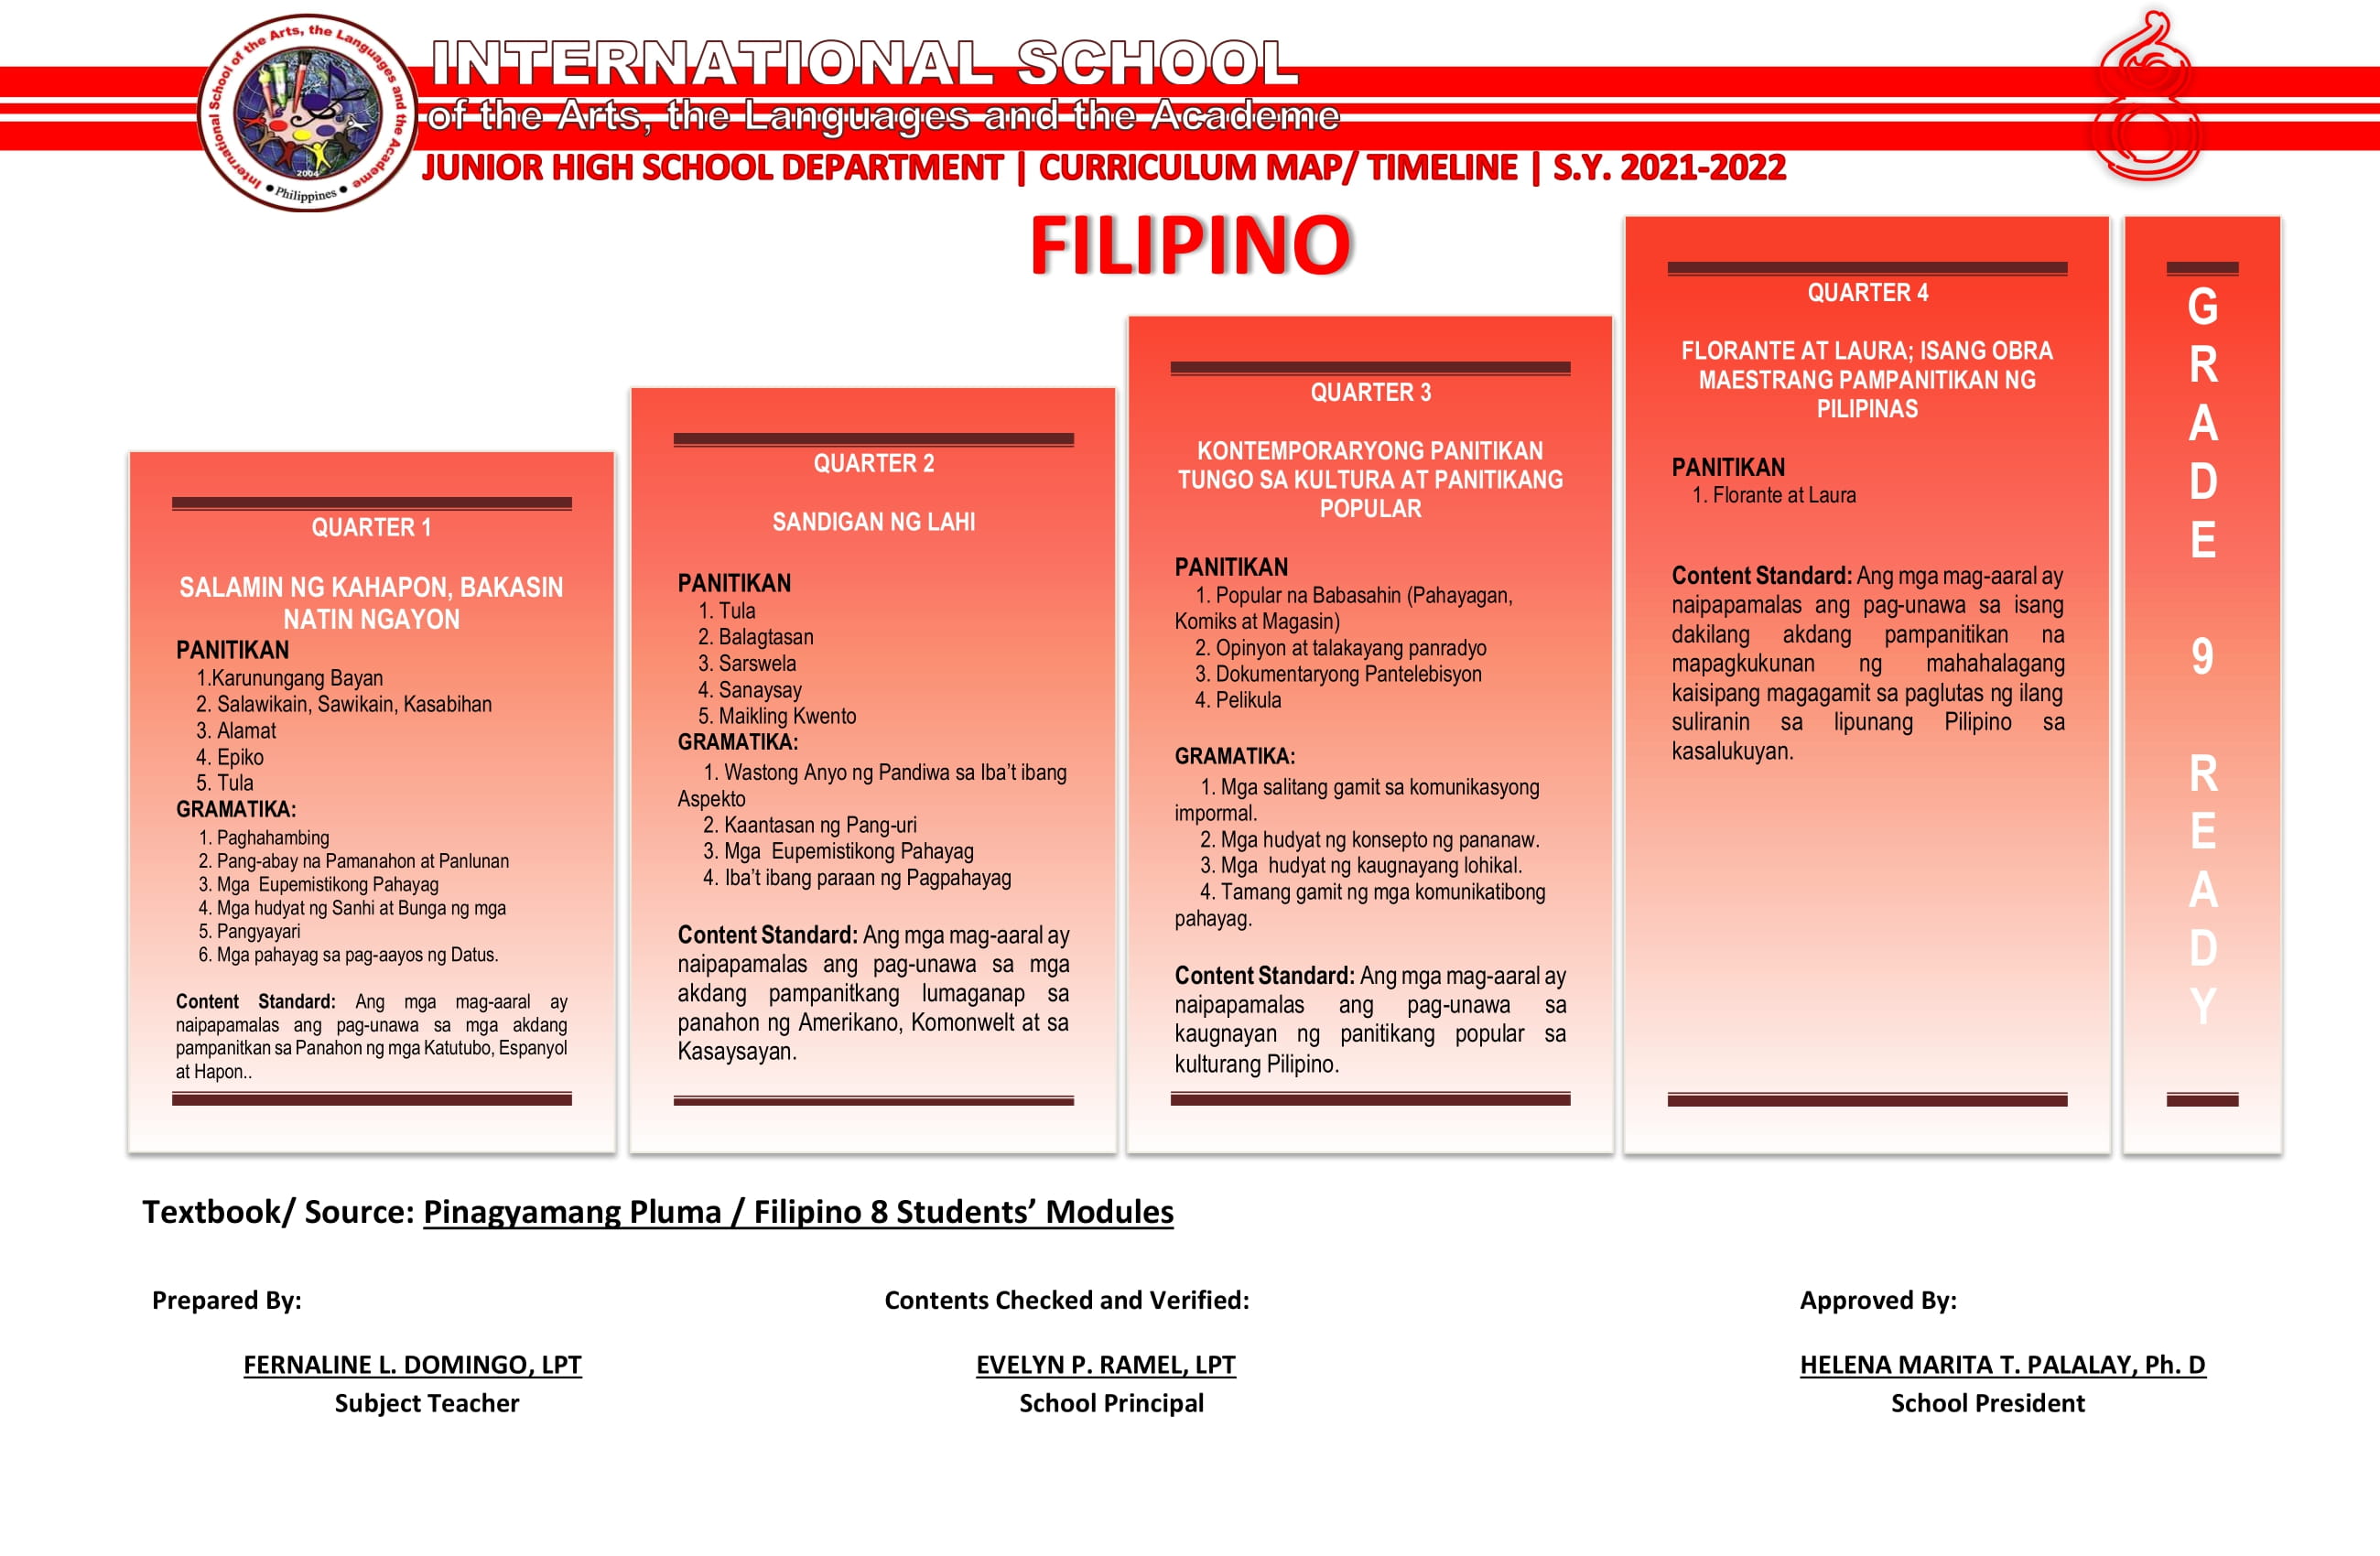 International School of the Arts, the Languages and the Academe
2004
Philippines
INTERNATIONAL SCHOOL
of the Arts, the Languages and the Academe
JUNIOR HIGH SCHOOL DEPARTMENT | CURRICULUM MAP/ TIMELINE | S.Y. 2021-2022
8
FILIPINO
QUARTER 1
SALAMIN NG KAHAPON, BAKASIN
NATIN NGAYON
PANITIKAN
1.Karunungang Bayan
2. Salawikain, Sawikain, Kasabihan
3. Alamat
4. Epiko
5. Tula
GRAMATIKA:
1. Paghahambing
2. Pang-abay na Pamanahon at Panlunan
3. Mga  Eupemistikong Pahayag
4. Mga hudyat ng Sanhi at Bunga ng mga
5. Pangyayari
6. Mga pahayag sa pag-aayos ng Datus.
Content Standard: Ang mga mag-aaral ay
naipapamalas ang pag-unawa sa mga akdang
pampanitkan sa Panahon ng mga Katutubo, Espanyol
at Hapon..
QUARTER 2
SANDIGAN NG LAHI
PANITIKAN
1. Tula
2. Balagtasan
3. Sarswela
4. Sanaysay
5. Maikling Kwento
GRAMATIKA:
1. Wastong Anyo ng Pandiwa sa Iba’t ibang
Aspekto
2. Kaantasan ng Pang-uri
3. Mga  Eupemistikong Pahayag
4. Iba’t ibang paraan ng Pagpahayag
Content Standard: Ang mga mag-aaral ay
naipapamalas ang pag-unawa sa mga
akdang pampanitkang lumaganap sa
panahon ng Amerikano, Komonwelt at sa
Kasaysayan.
QUARTER 3
KONTEMPORARYONG PANITIKAN
TUNGO SA KULTURA AT PANITIKANG
POPULAR
PANITIKAN
1. Popular na Babasahin (Pahayagan,
Komiks at Magasin)
2. Opinyon at talakayang panradyo
3. Dokumentaryong Pantelebisyon
4. Pelikula
GRAMATIKA:
1. Mga salitang gamit sa komunikasyong
impormal.
2. Mga hudyat ng konsepto ng pananaw.
3. Mga  hudyat ng kaugnayang lohikal.
4. Tamang gamit ng mga komunikatibong
pahayag.
Content Standard: Ang mga mag-aaral ay
naipapamalas ang pag-unawa sa
kaugnayan ng panitikang popular sa
kulturang Pilipino.
QUARTER 4
FLORANTE AT LAURA; ISANG OBRA
MAESTRANG PAMPANITIKAN NG
PILIPINAS
PANITIKAN
1. Florante at Laura
Content Standard: Ang mga mag-aaral ay
naipapamalas ang pag-unawa sa isang
dakilang akdang pampanitikan na
mapagkukunan ng mahahalagang
kaisipang magagamit sa paglutas ng ilang
suliranin sa lipunang Pilipino sa
kasalukuyan.
GRADE 9 READY
Textbook/ Source: Pinagyamang Pluma / Filipino 8 Students’ Modules
Prepared By:
FERNALINE L. DOMINGO, LPT
Subject Teacher
Contents Checked and Verified:
EVELYN P. RAMEL, LPT
School Principal
Approved By:
HELENA MARITA T. PALALAY, Ph. D
School President